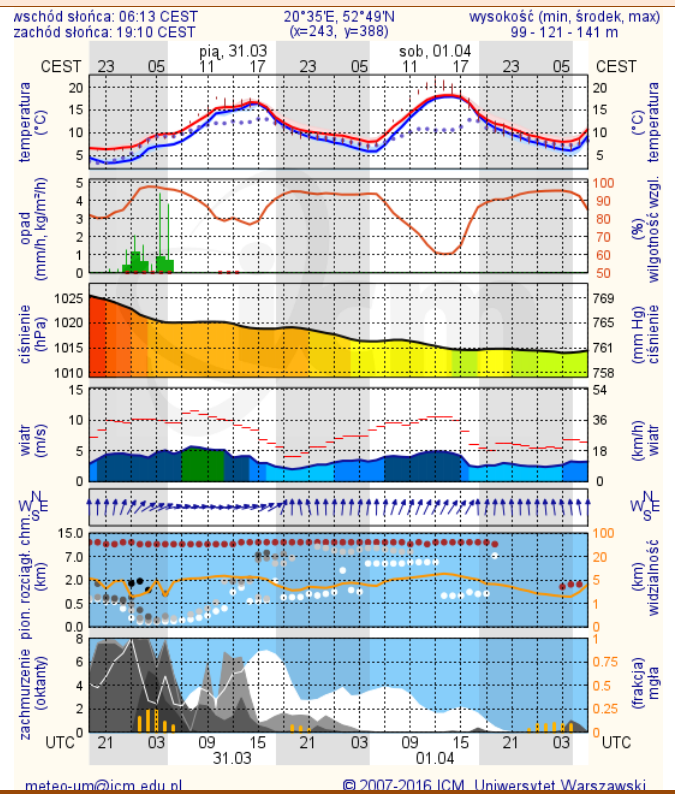 wschód słońca: 06:13 CEST 20°35'E, 52°49'N wysokość (min, środek, max)
zachód słońca: 19:10 CEST (x=243, y=388) 99 - 121 - 141 m
pią, 31.03 sob, 01.04
CEST 23 05 11 17 23 05 11 17 23 05 CEST
temperatura (°C) 20 15 10 5 20 15 10 5 temperatura (°C)
opad (mm/h, kg/m²/h) 5 4 3 2 1 0 100 90 80 70 60 50 (%) wilgotność wzgl.
ciśnienie (hPa) 1025 1020 1015 1010 769 765 761 758 (mm Hg) ciśnienie
wiatr (m/s) 15 10 5 0 54 36 18 0 (km/h) wiatr
W N S E W N S E
pion. rozciągł. chm. (km) 15.0 7.0 2.0 0.5 0.0 100 20 5 1 0 (km) widzialność
zachmurzenie (oktanty) 8 6 4 2 0 1 0.75 0.5 0.25 0 (frakcja) mgła
UTC 21 03 09 15 21 03 09 15 21 03 UTC
31.03 01.04
meteo-um@icm.edu.pl © 2007-2016 ICM, Uniwersytet Warszawski